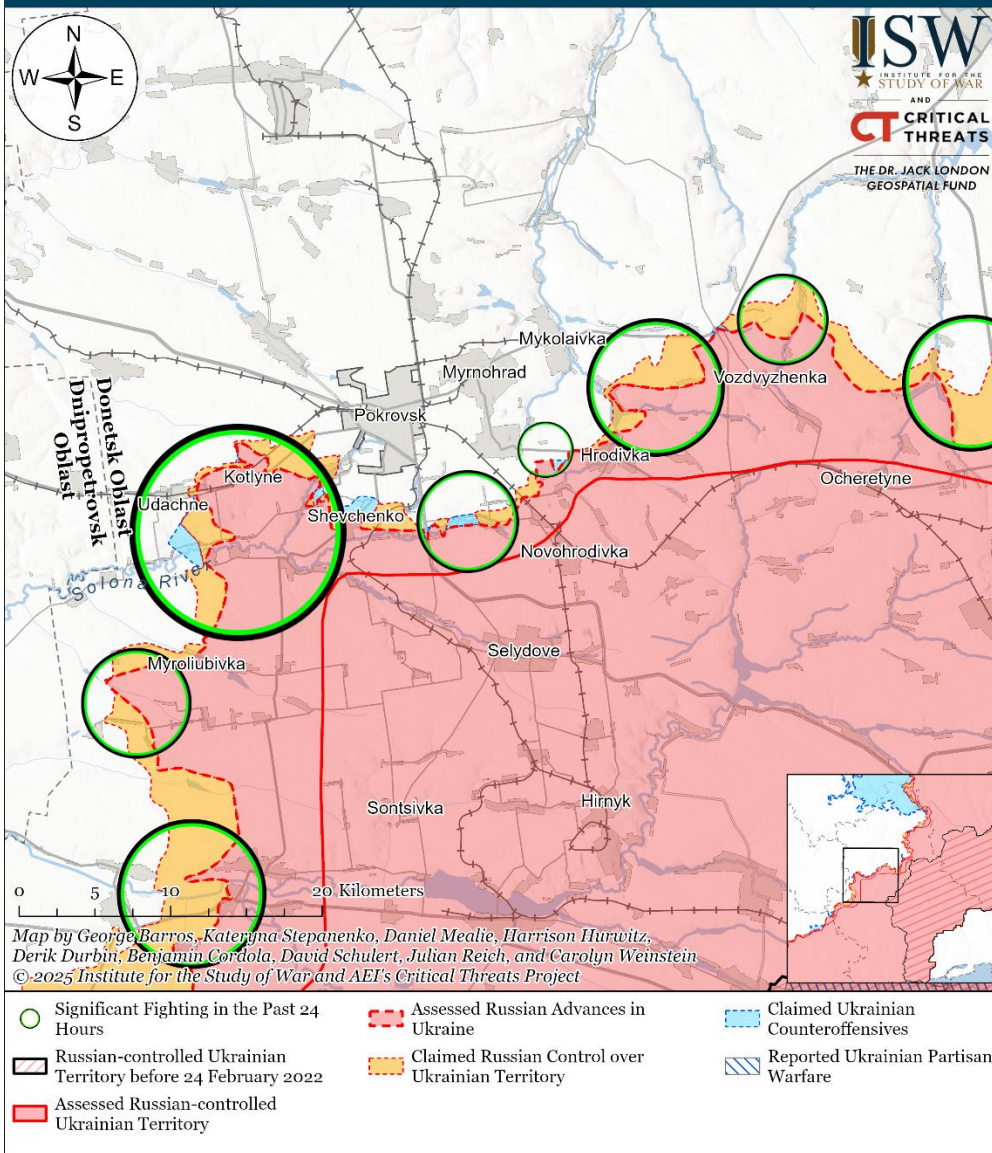 N
W E
S
ISW
INSTITUTE FOR THE
STUDY OF WAR
AND
CT CRITICAL
THREATS
THE DR. JACK LONDON
GEOSPATIAL FUND
Mykolaivka
Myrnohrad
Vozdvyzhenka
Pokrovsk
Donetsk Oblast
Dnipropetrovsk
Oblast
Hrodivka
Kotlyne
Ocheretyne
Udachne
Shevchenko
Novohrodivka
Solona River
Selydove
Myroliubivka
Sontsivka
Hirnyk
0 5 10 20 Kilometers
Map by George Barros, Kateryna Stepanenko, Daniel Mealie, Harrison Hurwitz,
Derik Durbin, Benjamin Cordola, David Schulert, Julian Reich, and Carolyn Weinstein
© 2025 Institute for the Study of War and AEI's Critical Threats Project
Significant Fighting in the Past 24
Hours
Russian-controlled Ukrainian
Territory before 24 February 2022
Assessed Russian-controlled
Ukrainian Territory
Assessed Russian Advances in
Ukraine
Claimed Russian Control over
Ukrainian Territory
Claimed Ukrainian
Counteroffensives
Reported Ukrainian Partisan
Warfare